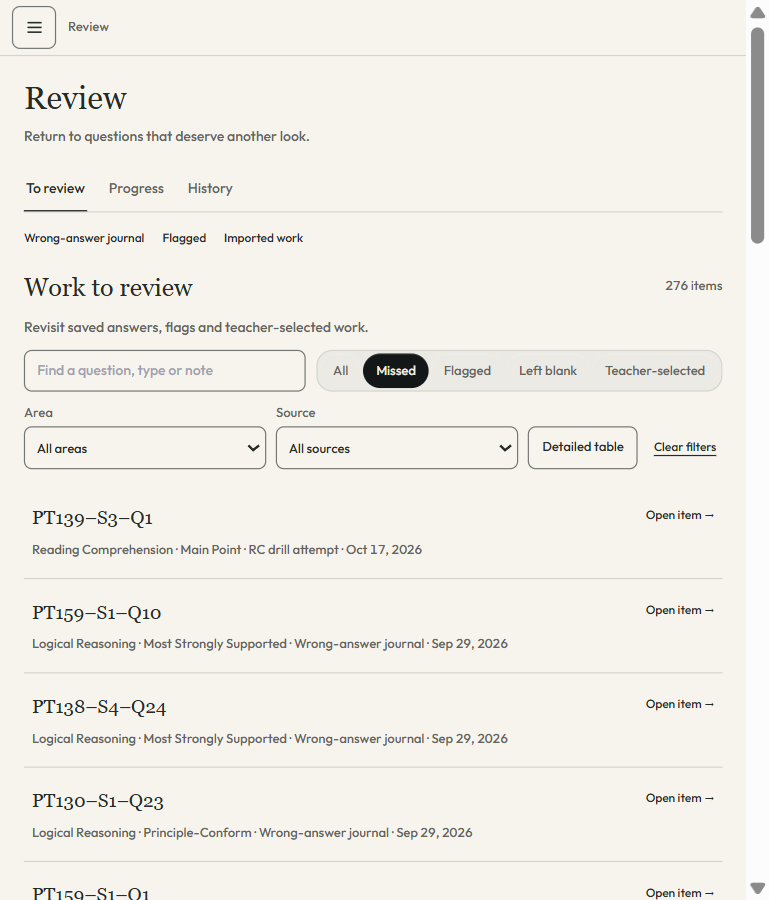 Review
Review
Return to questions that deserve another look.
To review Progress History
Wrong-answer journal Flagged Imported work
Work to review 276 items
Revisit saved answers, flags and teacher-selected work.
Find a question, type or note All Missed Flagged Left blank Teacher-selected
Area Source
All areas All sources Detailed table Clear filters
PT139–S3–Q1 Open item →
Reading Comprehension · Main Point · RC drill attempt · Oct 17, 2026
PT159–S1–Q10 Open item →
Logical Reasoning · Most Strongly Supported · Wrong-answer journal · Sep 29, 2026
PT138–S4–Q24 Open item →
Logical Reasoning · Most Strongly Supported · Wrong-answer journal · Sep 29, 2026
PT130–S1–Q23 Open item →
Logical Reasoning · Principle-Conform · Wrong-answer journal · Sep 29, 2026
PT159–S1–Q1 Open item →